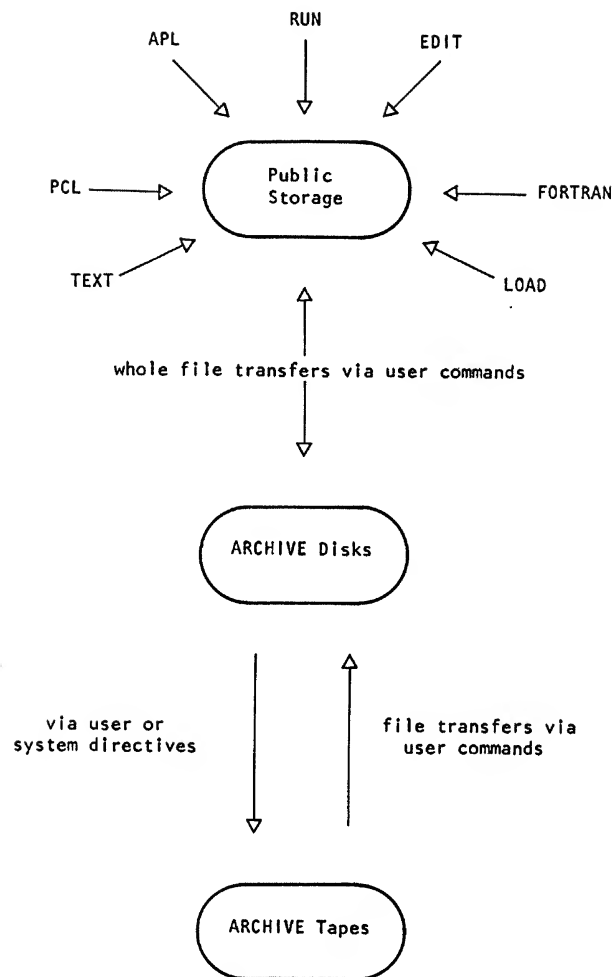 RUN
APL
EDIT
Public
Storage
PCL
FORTRAN
TEXT
LOAD
whole file transfers via user commands
ARCHIVE Disks
via user or
system directives
file transfers via
user commands
ARCHIVE Tapes